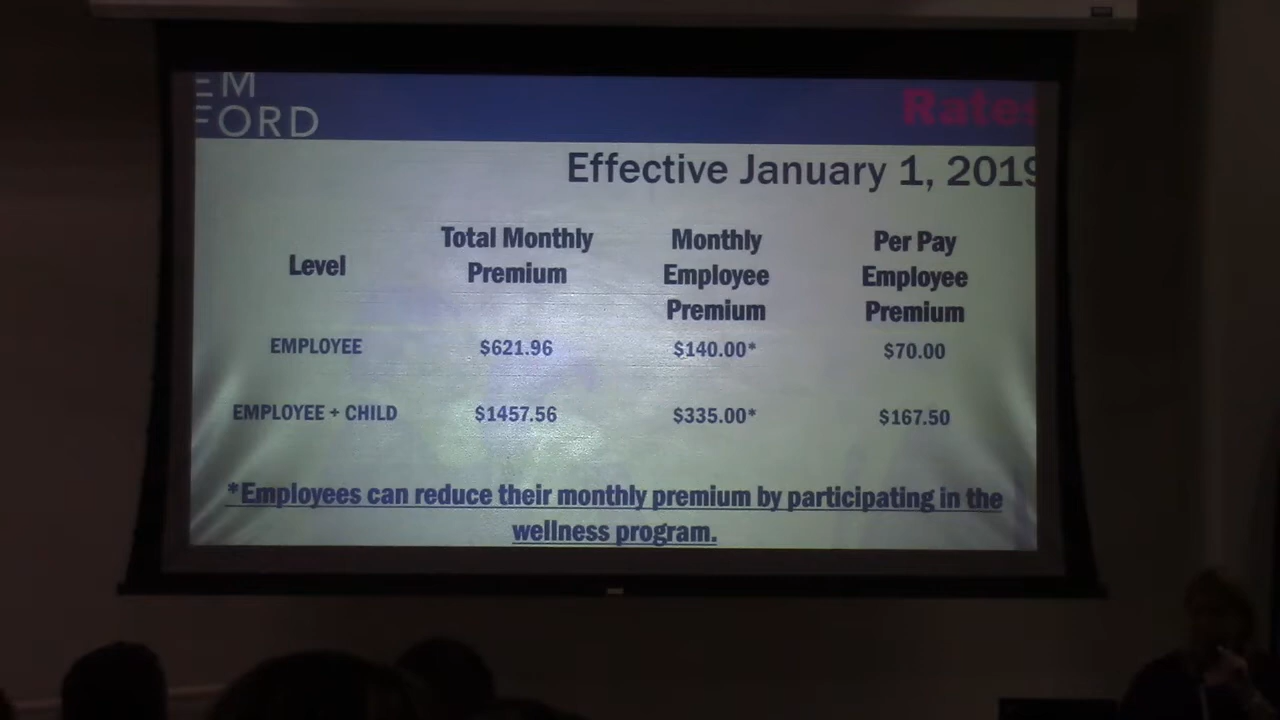 EM
FORD
Rates
Effective January 1, 2019
Level
Total Monthly
Premium
Monthly
Employee
Premium
Per Pay
Employee
Premium
EMPLOYEE $621.96 $140.00* $70.00
EMPLOYEE + CHILD $1457.56 $335.00* $167.50
*Employees can reduce their monthly premium by participating in the
wellness program.